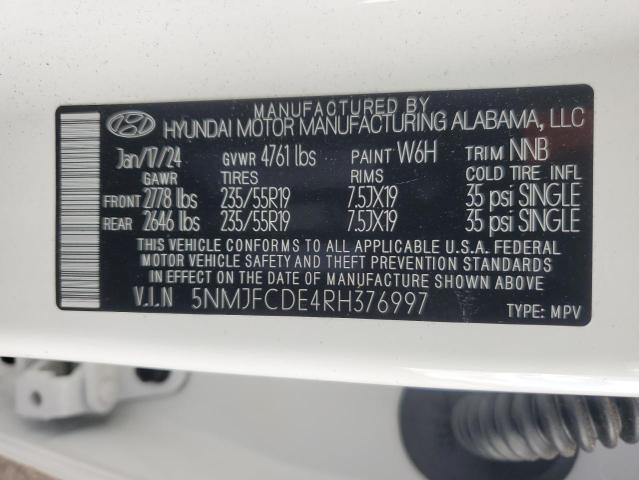 MANUFACTURED BY
HYUNDAI MOTOR MANUFACTURING ALABAMA, LLC
Jan/17/24 GVWR 4761 lbs PAINT W6H TRIM NNB
GAWR TIRES RIMS COLD TIRE INFL
FRONT 2778 lbs 235/55R19 7.5JX19 35 psi SINGLE
REAR 2646 lbs 235/55R19 7.5JX19 35 psi SINGLE
THIS VEHICLE CONFORMS TO ALL APPLICABLE U.S.A. FEDERAL
MOTOR VEHICLE SAFETY AND THEFT PREVENTION STANDARDS
IN EFFECT ON THE DATE OF MANUFACTURE SHOWN ABOVE
V.I.N 5NMJFCDE4RH376997 TYPE: MPV